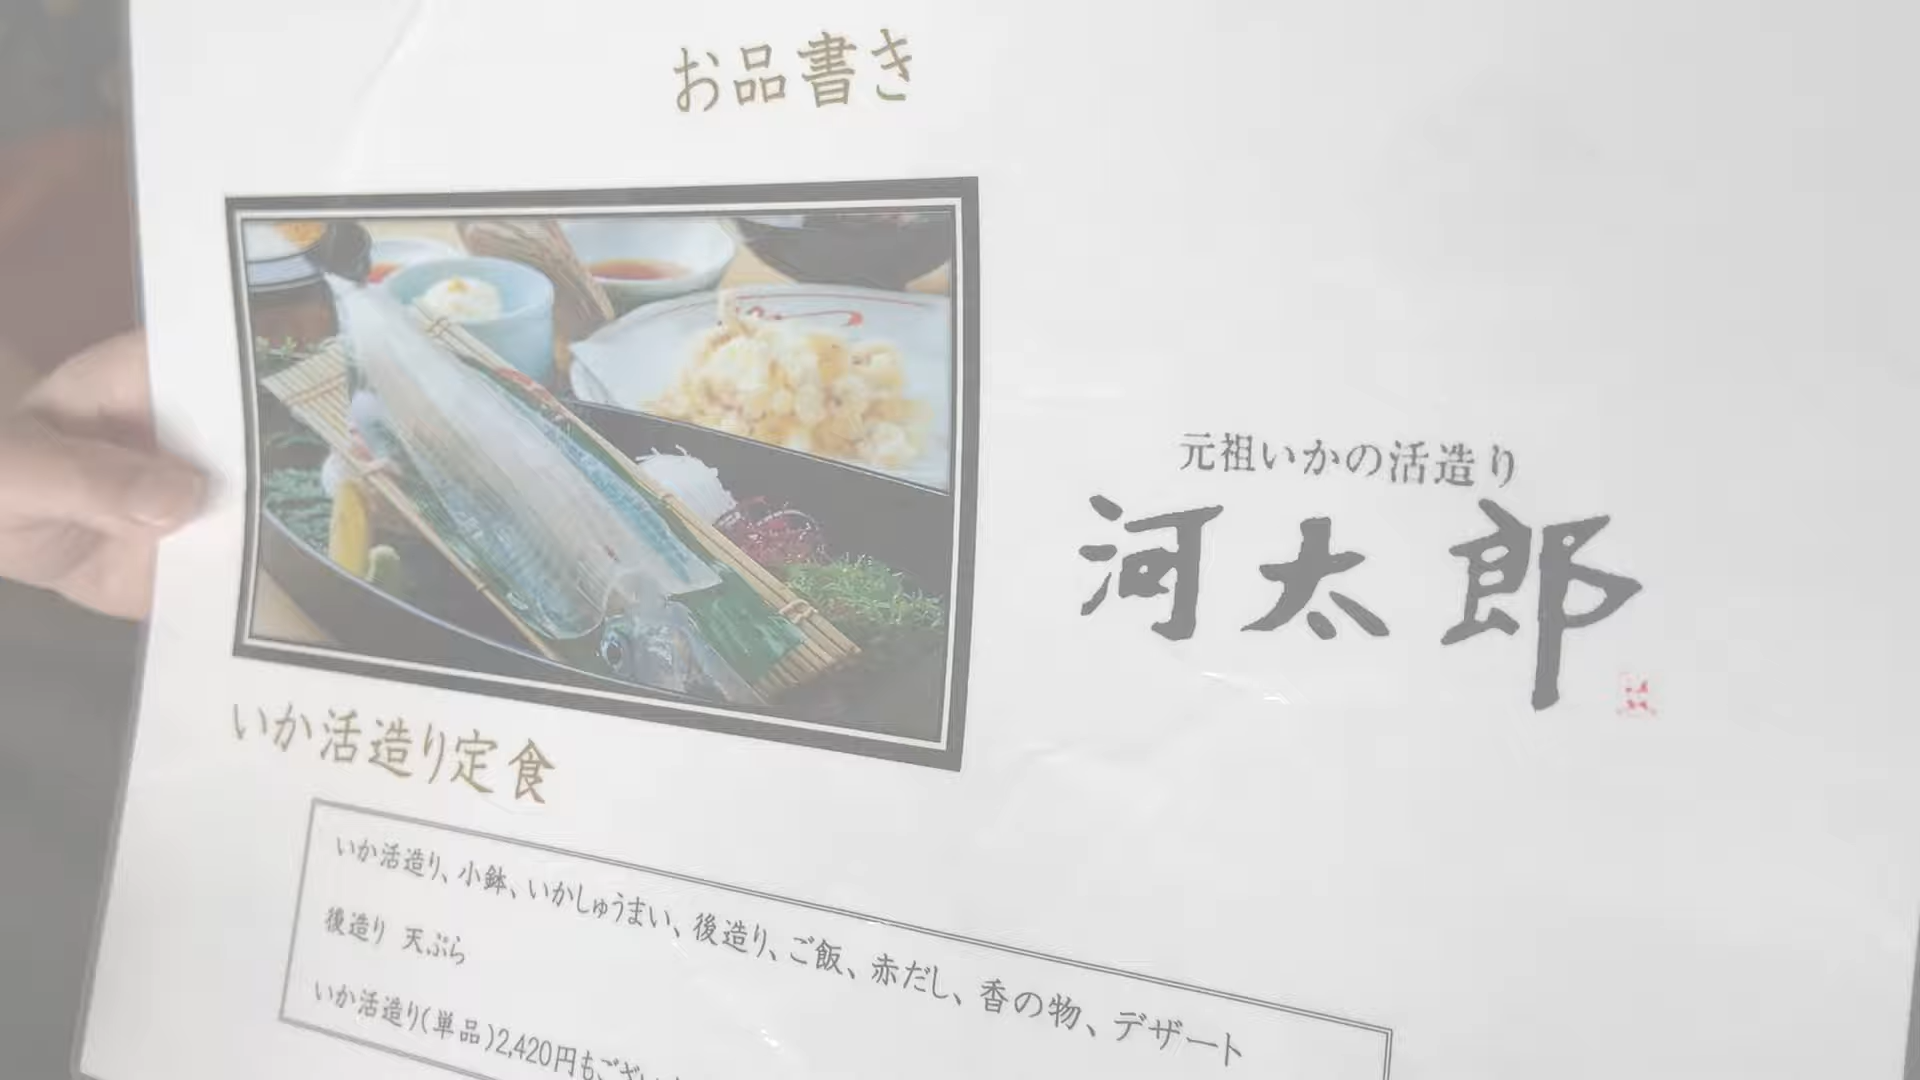 お品書き
元祖いかの活造り
河太郎
いか活造り定食
いか活造り、小鉢、いかしゅうまい、後造り、ご飯、赤だし、香の物、デザート
後造り 天ぷら
いか活造り(単品)2,420円もござい